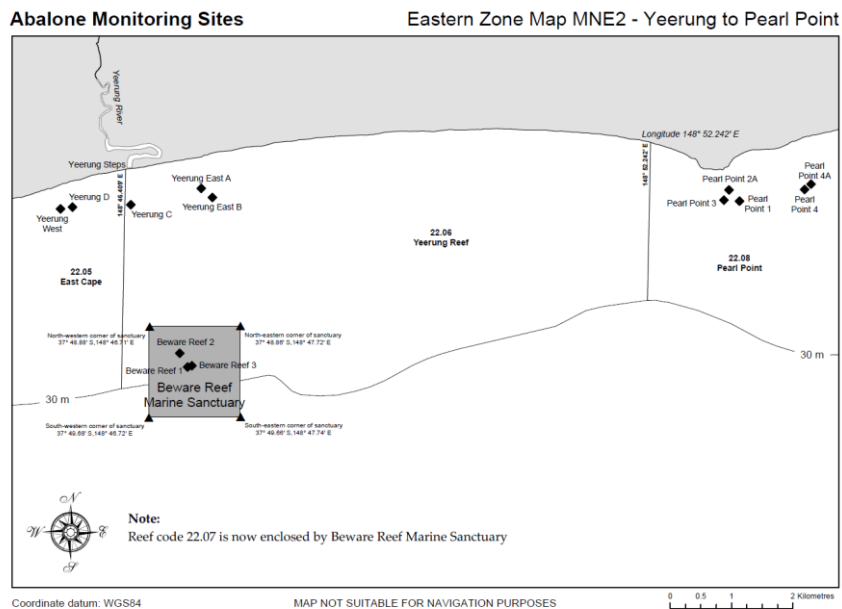 Abalone Monitoring Sites
Eastern Zone Map MNE2 - Yeerung to Pearl Point
Yeerung River
Longitude 148° 52.242' E
Yeerung Steps
148° 46.409' E
148° 52.242' E
Yeerung East A
Yeerung East B
Yeerung D
Yeerung
West
Yeerung C
Pearl
Point 4A
Pearl Point 2A
Pearl Point 3
Pearl
Point 1
Pearl
Point 4
22.06
Yeerung Reef
22.05
East Cape
22.08
Pearl Point
North-western corner of sanctuary
37° 48.88' S,148° 46.71' E
North-eastern corner of sanctuary
37° 48.86' S,148° 47.72' E
Beware Reef 2
Beware Reef 1
Beware Reef 3
Beware Reef
Marine Sanctuary
30 m
30 m
South-western corner of sanctuary
37° 49.68' S,148° 46.72' E
South-eastern corner of sanctuary
37° 49.66' S,148° 47.74' E
N
W
E
S
Note:
Reef code 22.07 is now enclosed by Beware Reef Marine Sanctuary
Coordinate datum: WGS84
MAP NOT SUITABLE FOR NAVIGATION PURPOSES
0 0.5 1 2 Kilometres